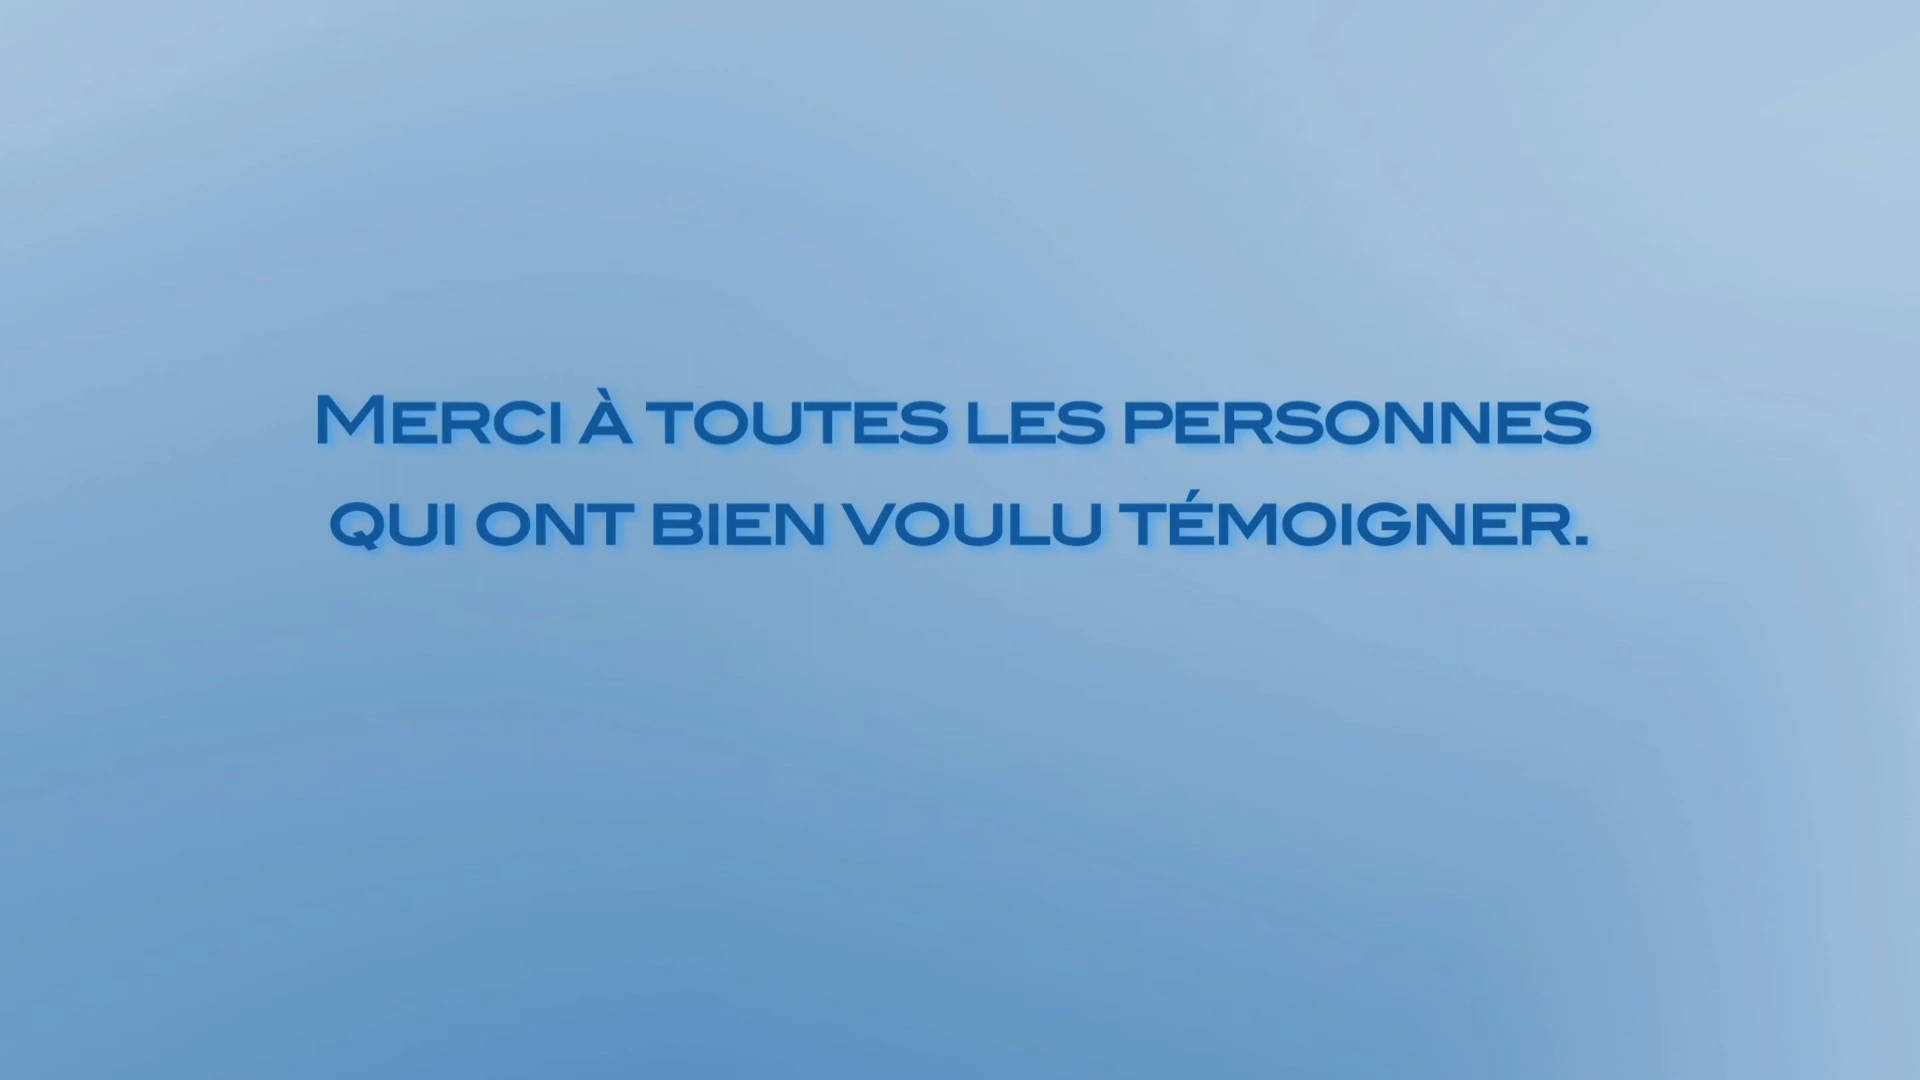 Merci à toutes les personnes
qui ont bien voulu témoigner.